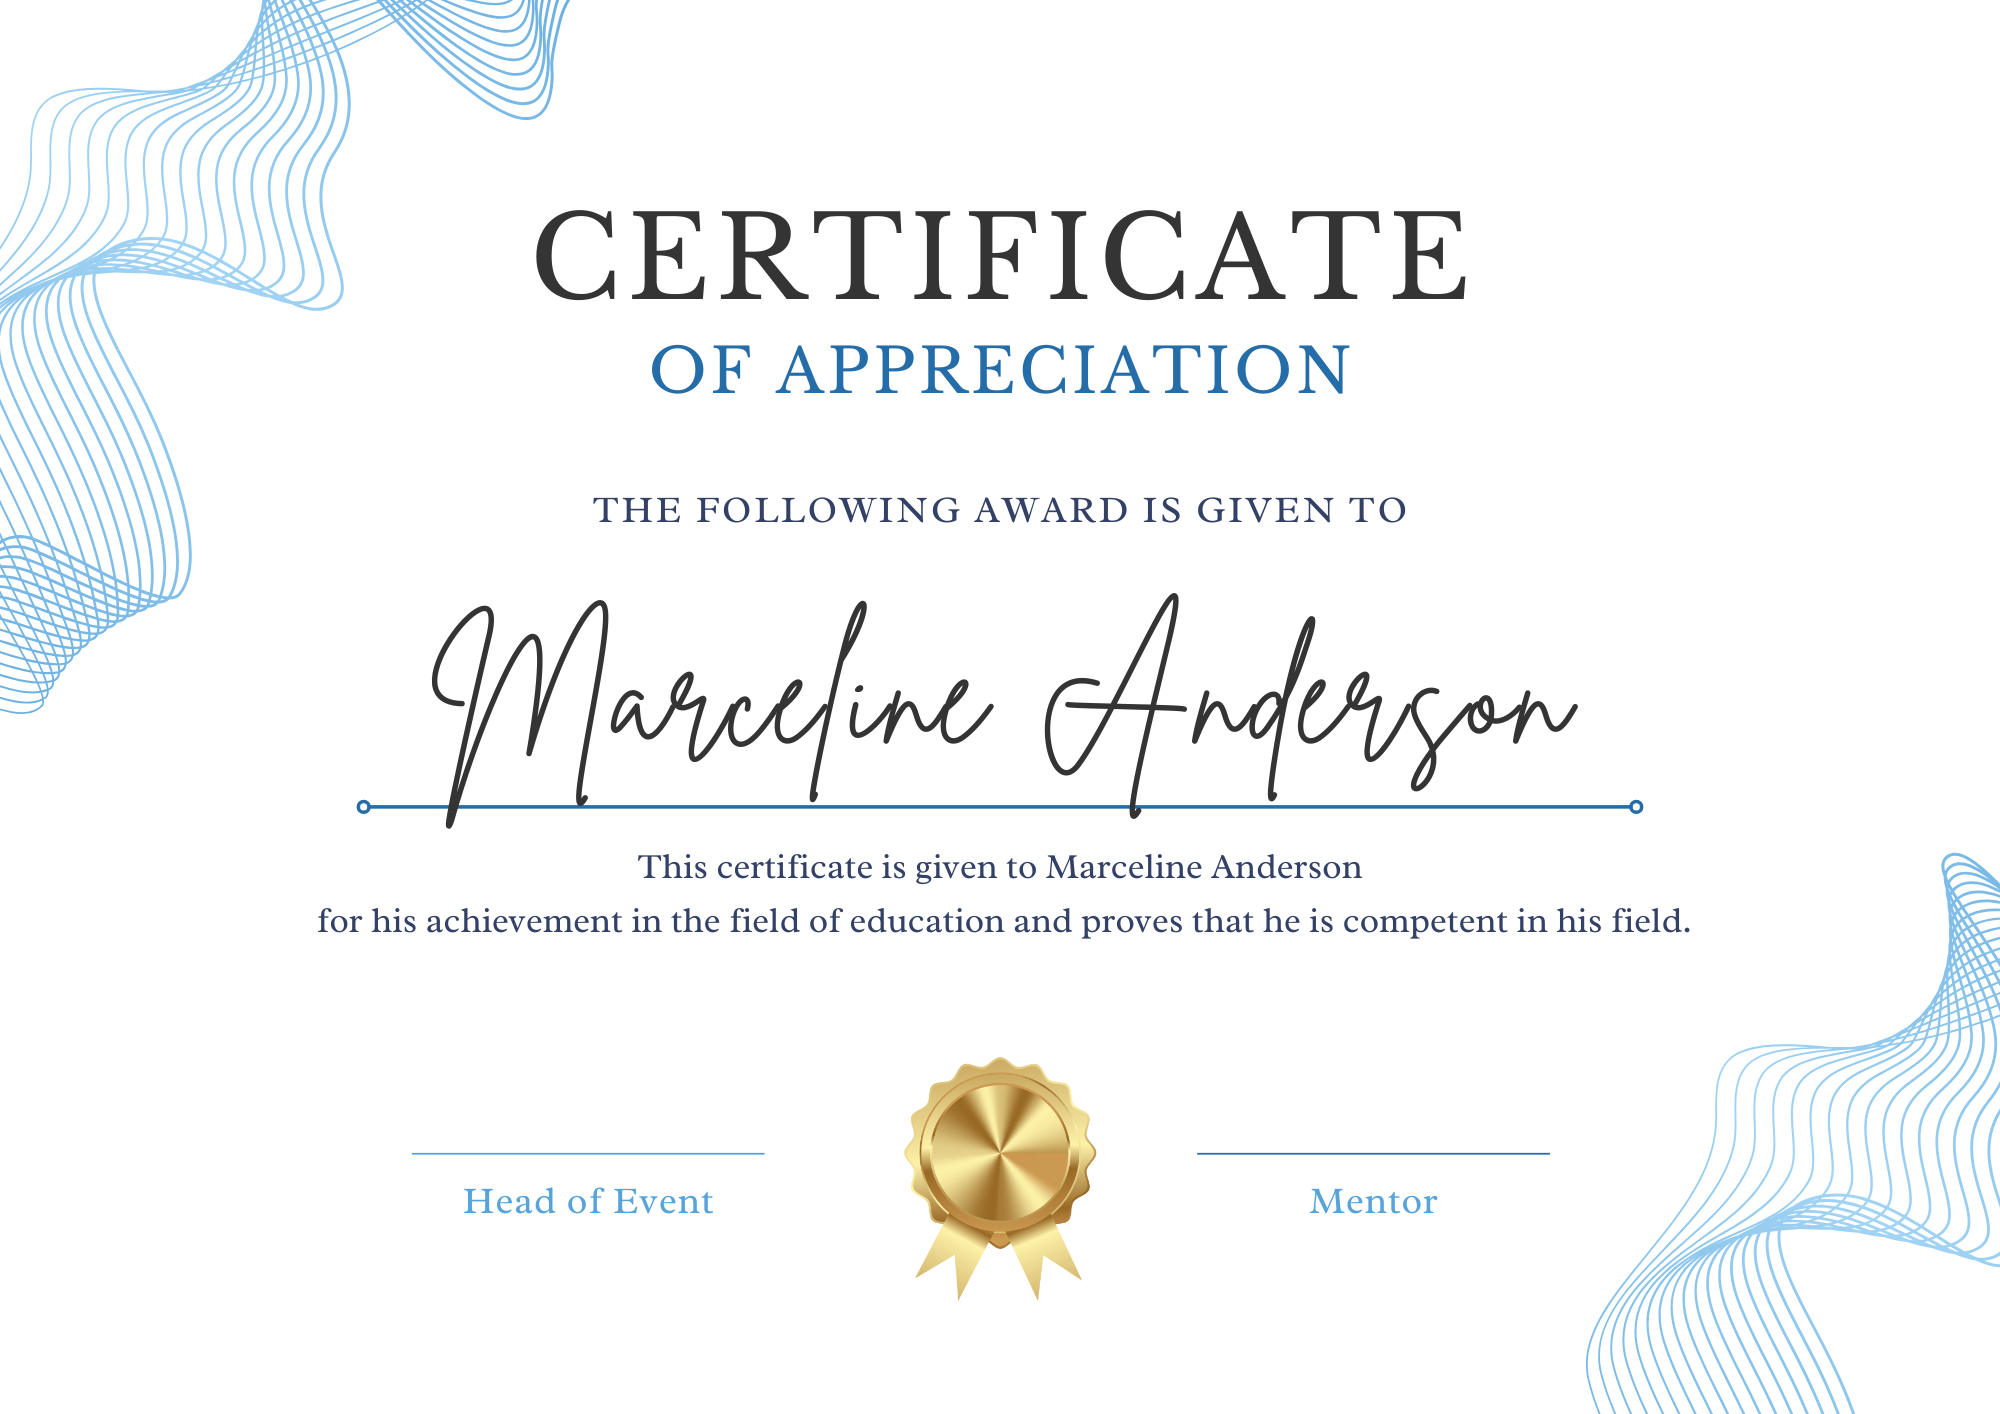 CERTIFICATE
OF APPRECIATION
THE FOLLOWING AWARD IS GIVEN TO
Marceline Anderson
This certificate is given to Marceline Anderson
for his achievement in the field of education and proves that he is competent in his field.
Head of Event
Mentor